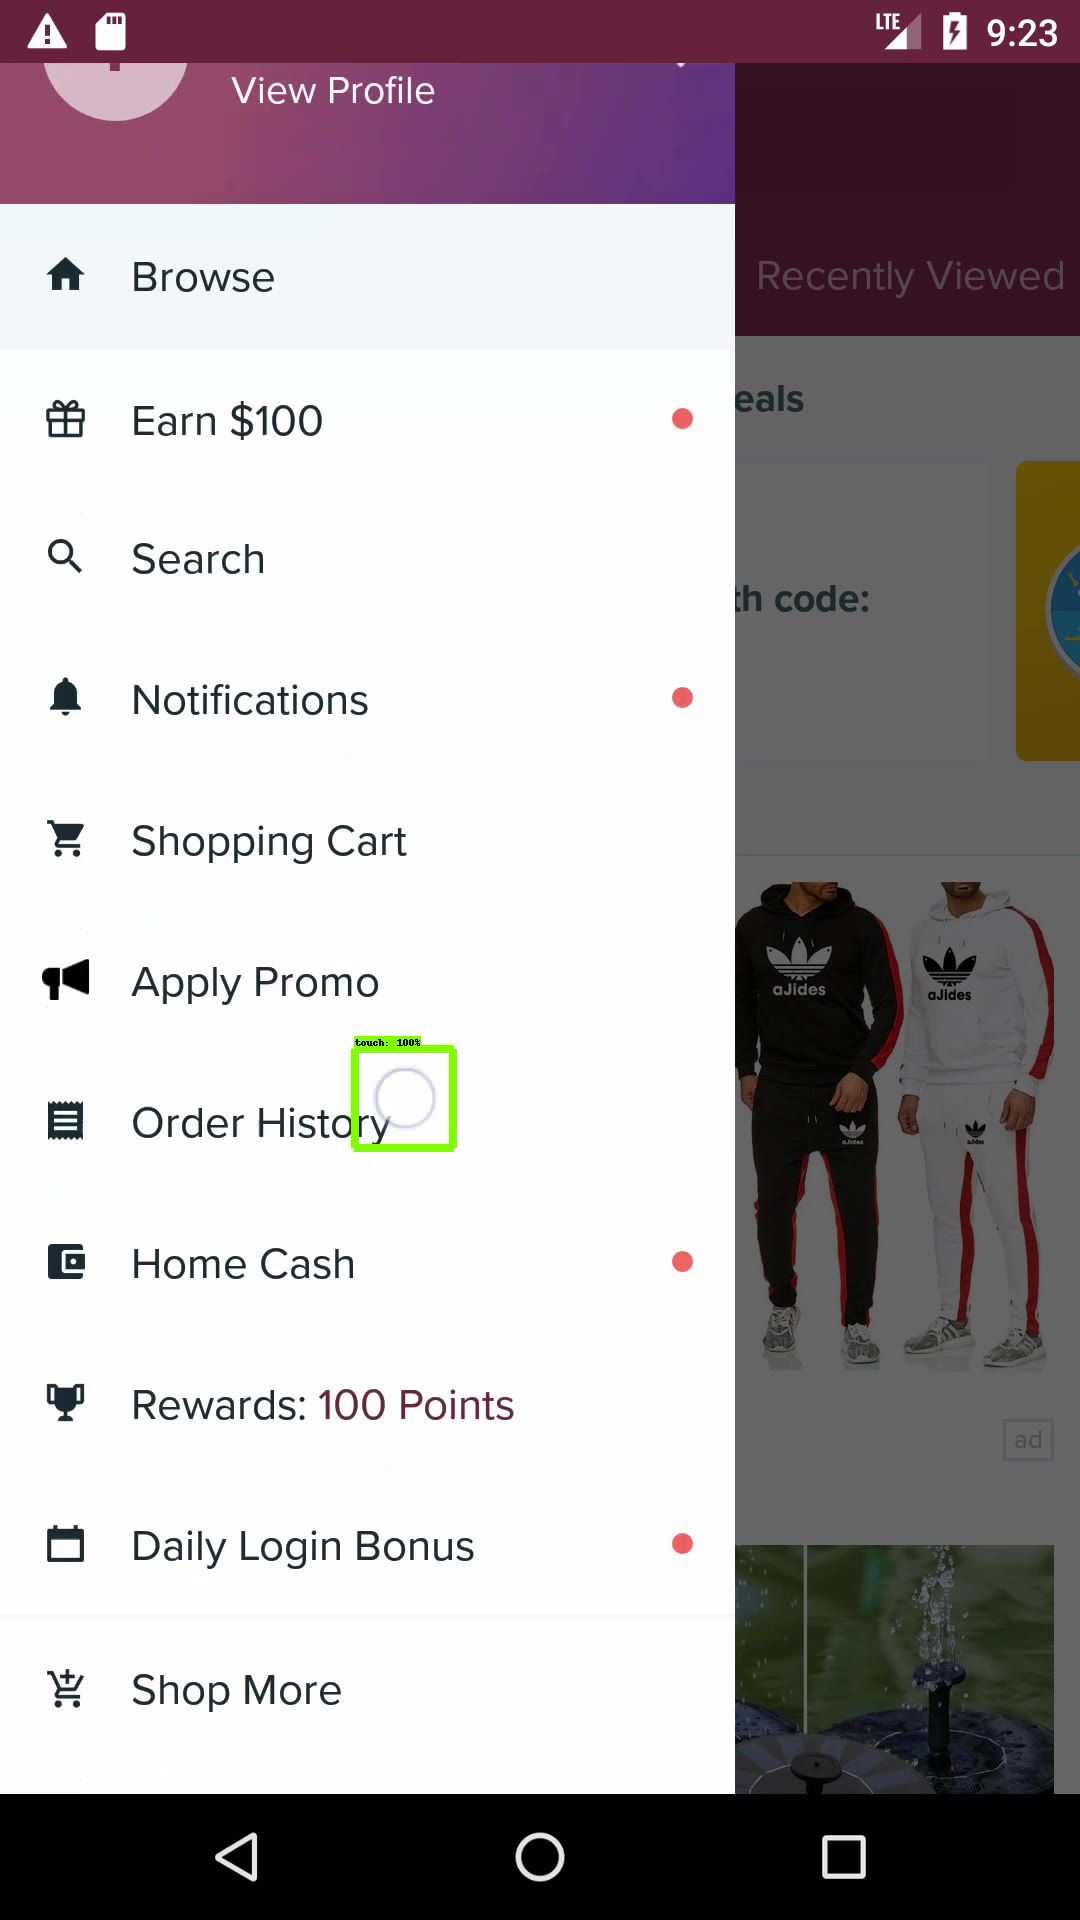 LTE 9:23
View Profile
Browse
Recently Viewed
eals
Earn $100
Search
th code:
Notifications
Shopping Cart
aJides
aJides
Apply Promo
touch: 100%
Order History
Home Cash
Rewards: 100 Points
ad
Daily Login Bonus
Shop More